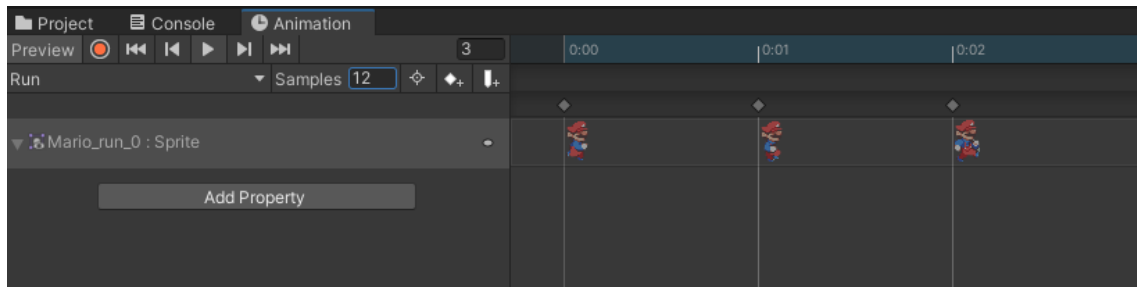 Project Console Animation
Preview 3 0:00 0:01 0:02
Run Samples 12
Mario_run_0 : Sprite
Add Property